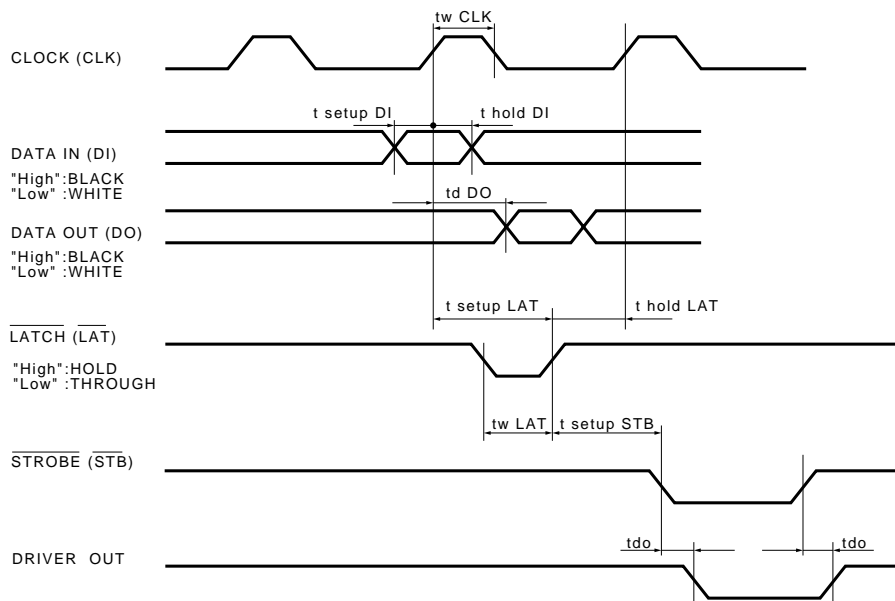 tw CLK
CLOCK (CLK)
t setup DI
t hold DI
DATA IN (DI)
"High":BLACK
"Low" :WHITE
td DO
DATA OUT (DO)
"High":BLACK
"Low" :WHITE
t setup LAT
t hold LAT
LATCH (LAT)
"High":HOLD
"Low" :THROUGH
tw LAT
t setup STB
STROBE (STB)
tdo
tdo
DRIVER OUT